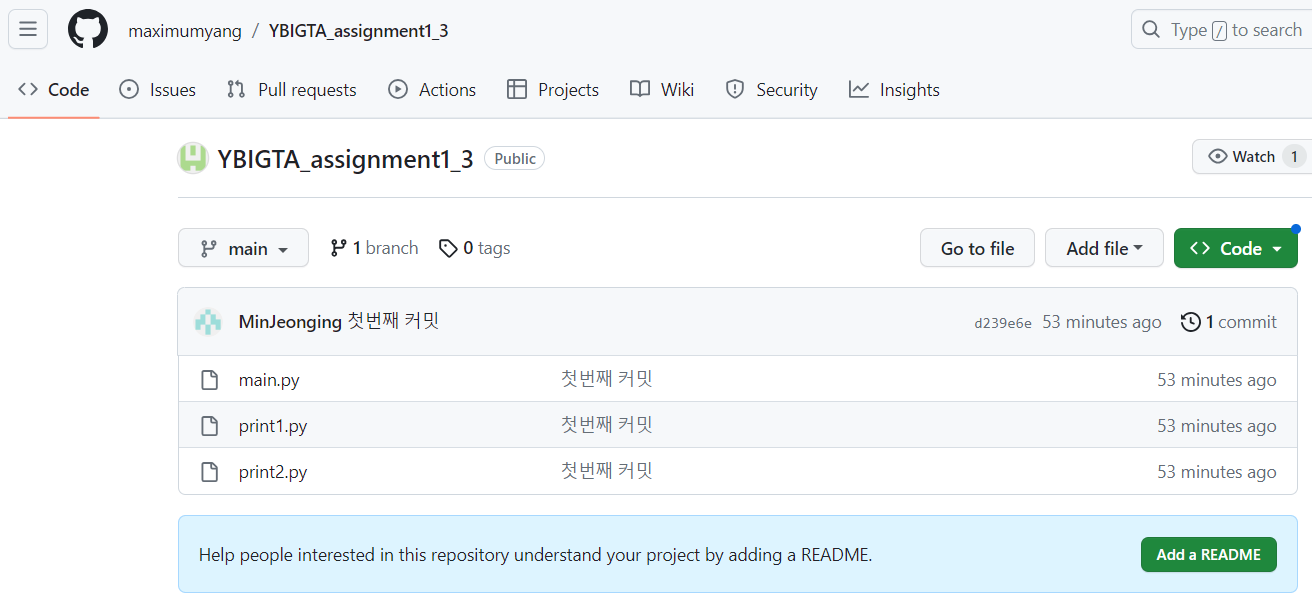 maximumyang / YBIGTA_assignment1_3
Type / to search
Code Issues Pull requests Actions Projects Wiki Security Insights
YBIGTA_assignment1_3 Public
Watch 1
main 1 branch 0 tags Go to file Add file Code
MinJeonging 첫번째 커밋 d239e6e 53 minutes ago 1 commit
main.py 첫번째 커밋 53 minutes ago
print1.py 첫번째 커밋 53 minutes ago
print2.py 첫번째 커밋 53 minutes ago
Help people interested in this repository understand your project by adding a README. Add a README